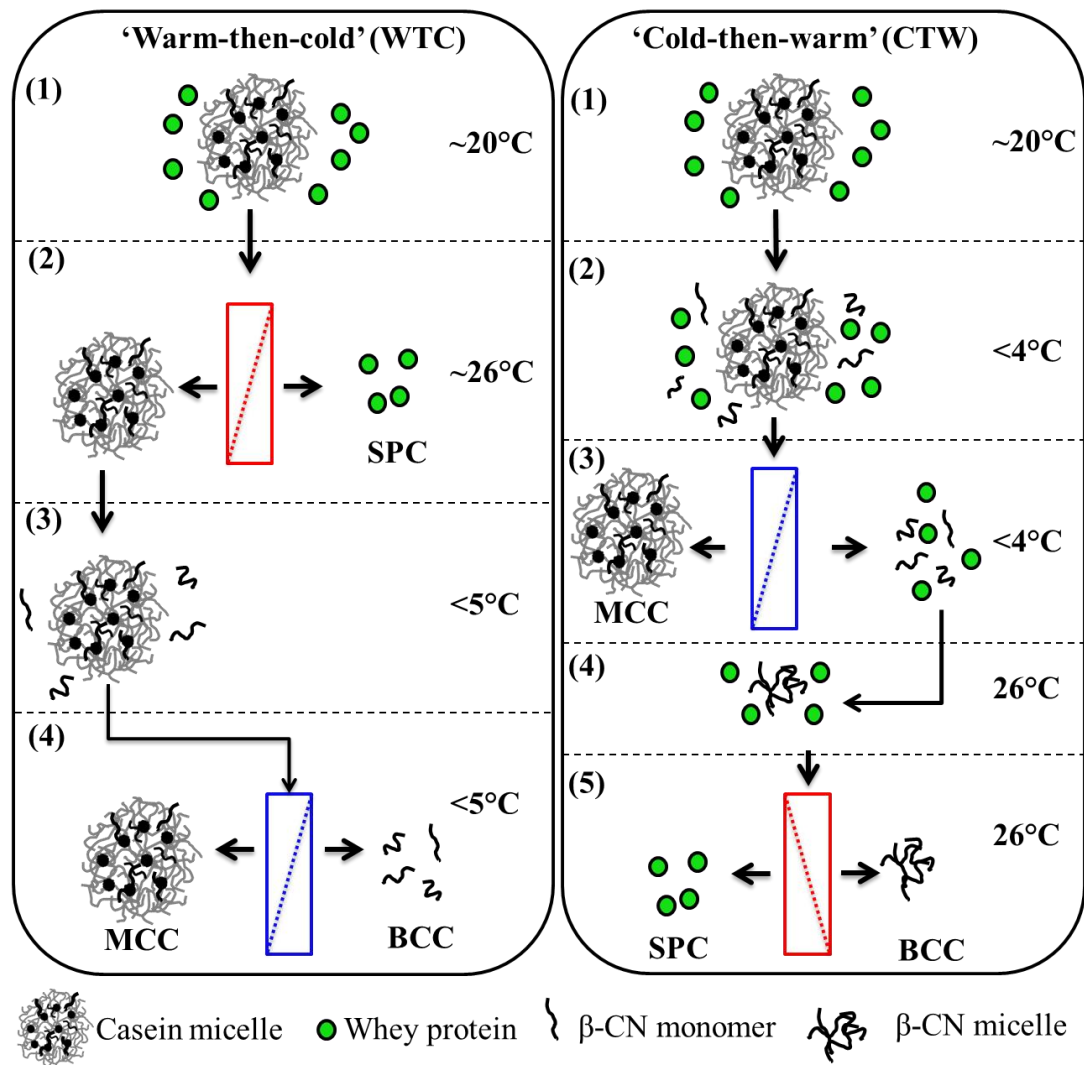 ‘Warm-then-cold’ (WTC)
(1)
~20°C
(2)
~26°C
SPC
(3)
<5°C
(4)
<5°C
MCC
BCC
‘Cold-then-warm’ (CTW)
(1)
~20°C
(2)
<4°C
(3)
<4°C
MCC
(4)
26°C
(5)
26°C
SPC
BCC
Casein micelle
Whey protein
β-CN monomer
β-CN micelle